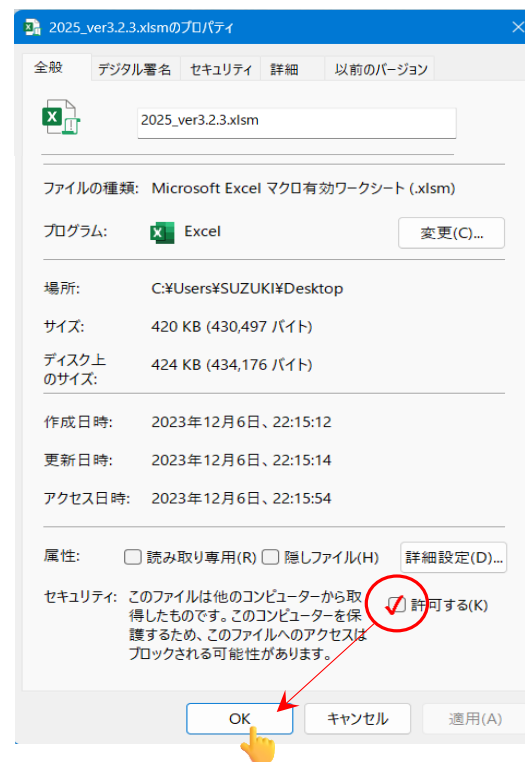 2025_ver3.2.3.xlsmのプロパティ
全般 デジタル署名 セキュリティ 詳細 以前のバージョン
2025_ver3.2.3.xlsm
ファイルの種類: Microsoft Excel マクロ有効ワークシート (.xlsm)
プログラム: Excel 変更(C)...
場所: C:¥Users¥SUZUKI¥Desktop
サイズ: 420 KB (430,497 バイト)
ディスク上
のサイズ: 424 KB (434,176 バイト)
作成日時: 2023年12月6日、22:15:12
更新日時: 2023年12月6日、22:15:14
アクセス日時: 2023年12月6日、22:15:54
属性: 読み取り専用(R) 隠しファイル(H) 詳細設定(D)...
セキュリティ: このファイルは他のコンピューターから取
得したものです。このコンピューターを保
護するため、このファイルへのアクセスは
ブロックされる可能性があります。
許可する(K)
OK キャンセル 適用(A)